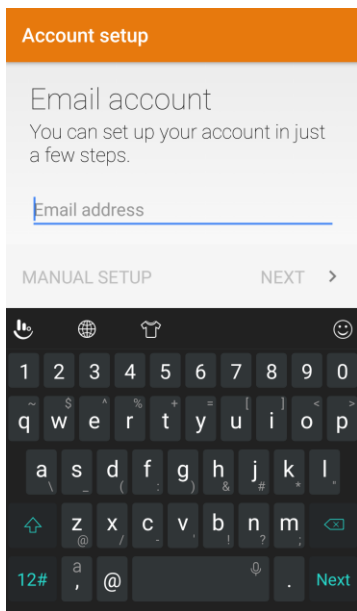 Account setup
Email account
You can set up your account in just
a few steps.
Email address
MANUAL SETUP NEXT >
1 2 3 4 5 6 7 8 9 0
~ $ ^ % + = [ ] < >
q w e r t y u i o p
a s d f g h j k l
\ _ ( : ) & # * "
z x c v b n m
@ / - ' ! ? ;
12# a , @ . Next